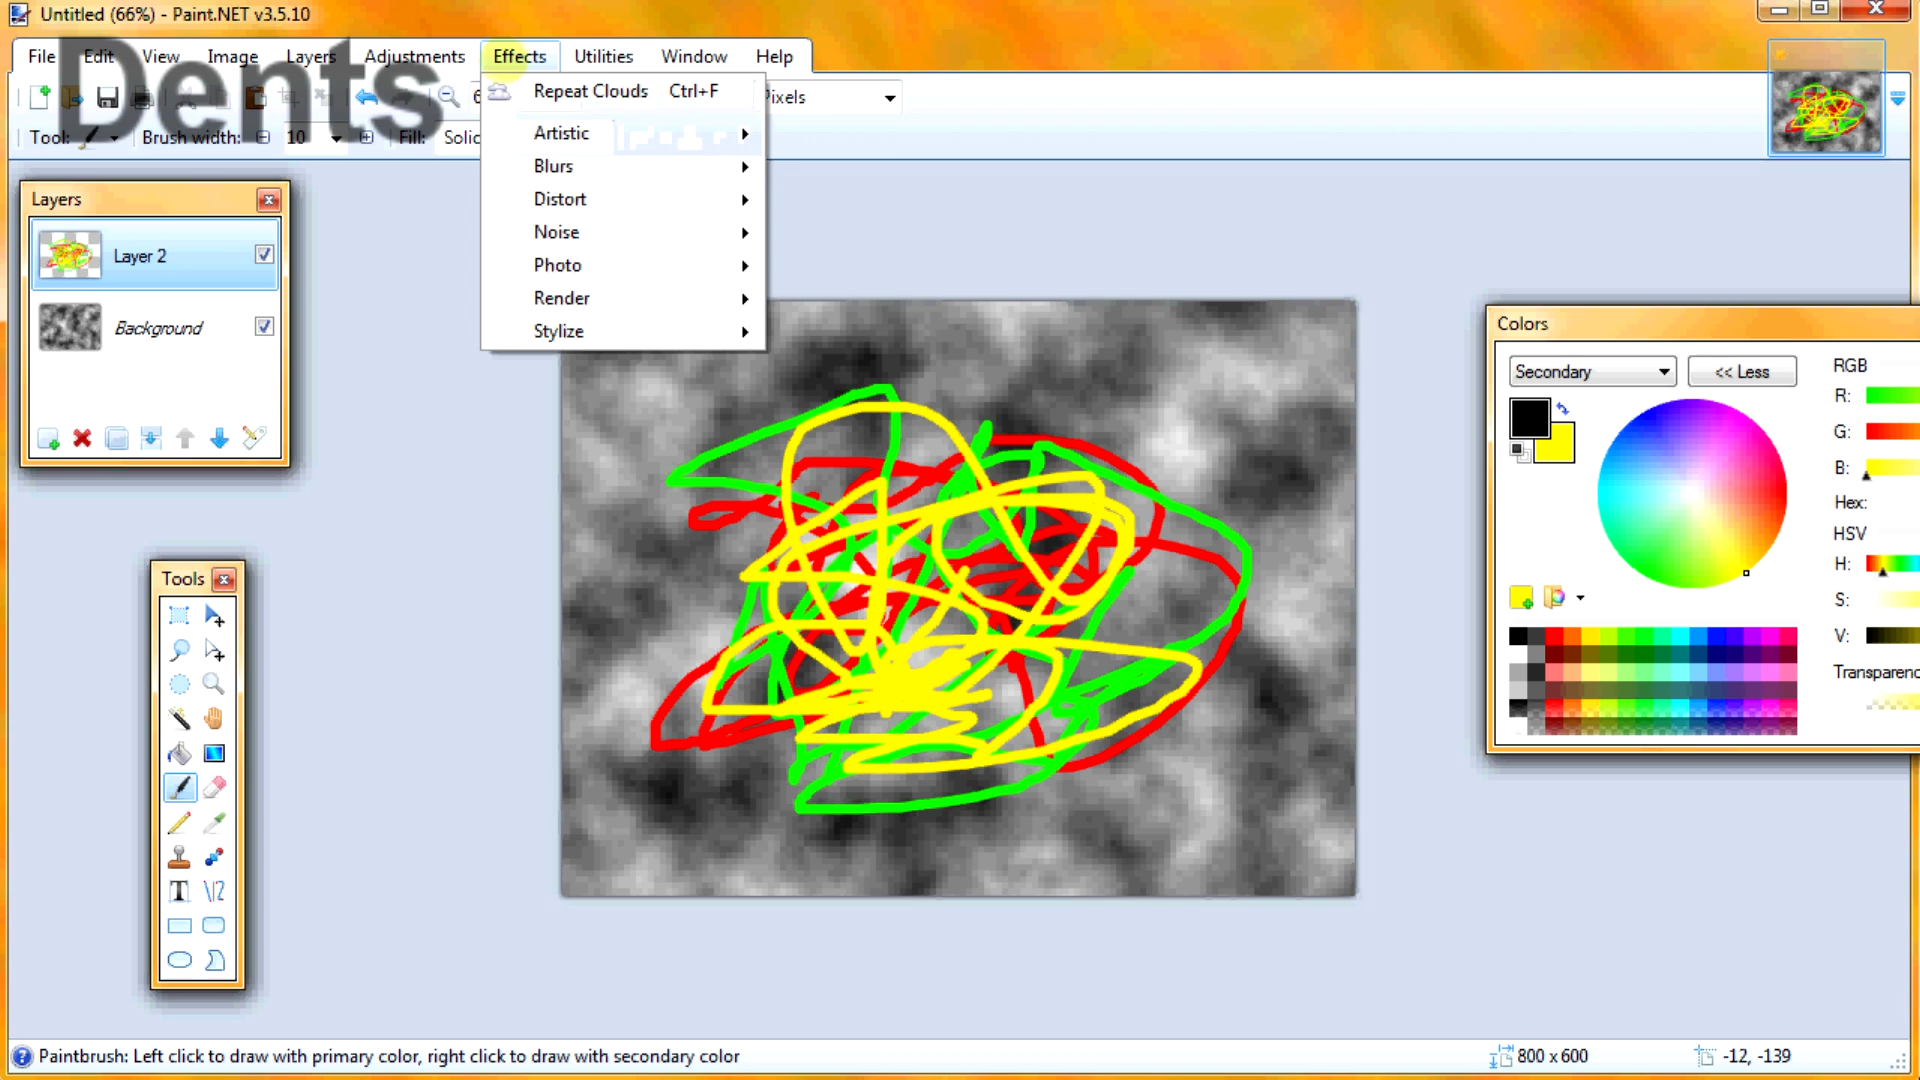 Untitled (66%) - Paint.NET v3.5.10
File Edit View Image Layers Adjustments Effects Utilities Window Help
Dents
Repeat Clouds Ctrl+F
Pixels
Tool: Brush width: 10 Fill: Solid
Artistic
Blurs
Distort
Noise
Photo
Render
Stylize
Layers
Layer 2
Background
Tools
Colors
Secondary << Less
RGB
R:
G:
B:
Hex:
HSV
H:
S:
V:
Transparenc
Paintbrush: Left click to draw with primary color, right click to draw with secondary color
800 x 600
-12, -139